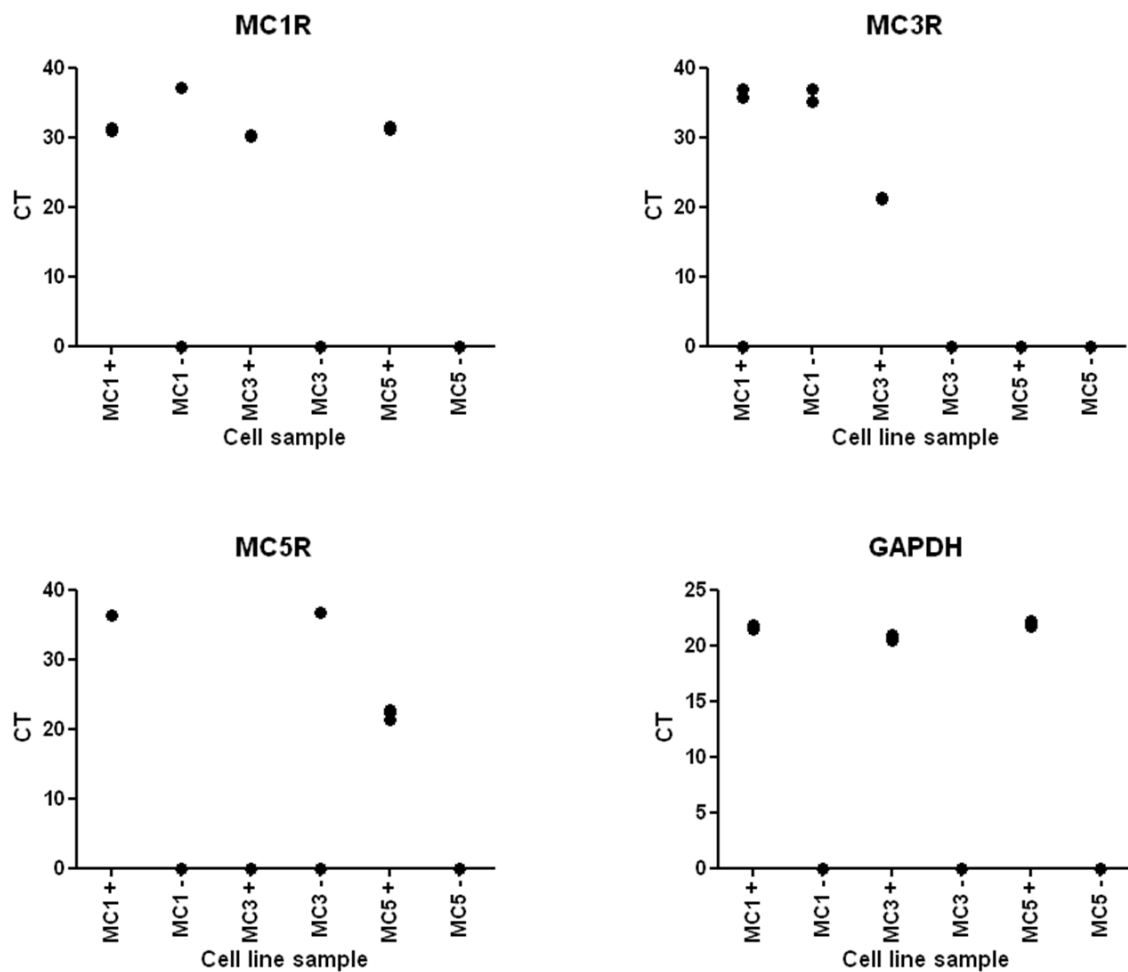 MC1R
40
30
20
10
0
CT
MC1 +
MC1 -
MC3 +
MC3 -
MC5 +
MC5 -
Cell sample
MC3R
40
30
20
10
0
CT
MC1 +
MC1 -
MC3 +
MC3 -
MC5 +
MC5 -
Cell line sample
MC5R
40
30
20
10
0
CT
MC1 +
MC1 -
MC3 +
MC3 -
MC5 +
MC5 -
Cell line sample
GAPDH
25
20
15
10
5
0
CT
MC1 +
MC1 -
MC3 +
MC3 -
MC5 +
MC5 -
Cell line sample